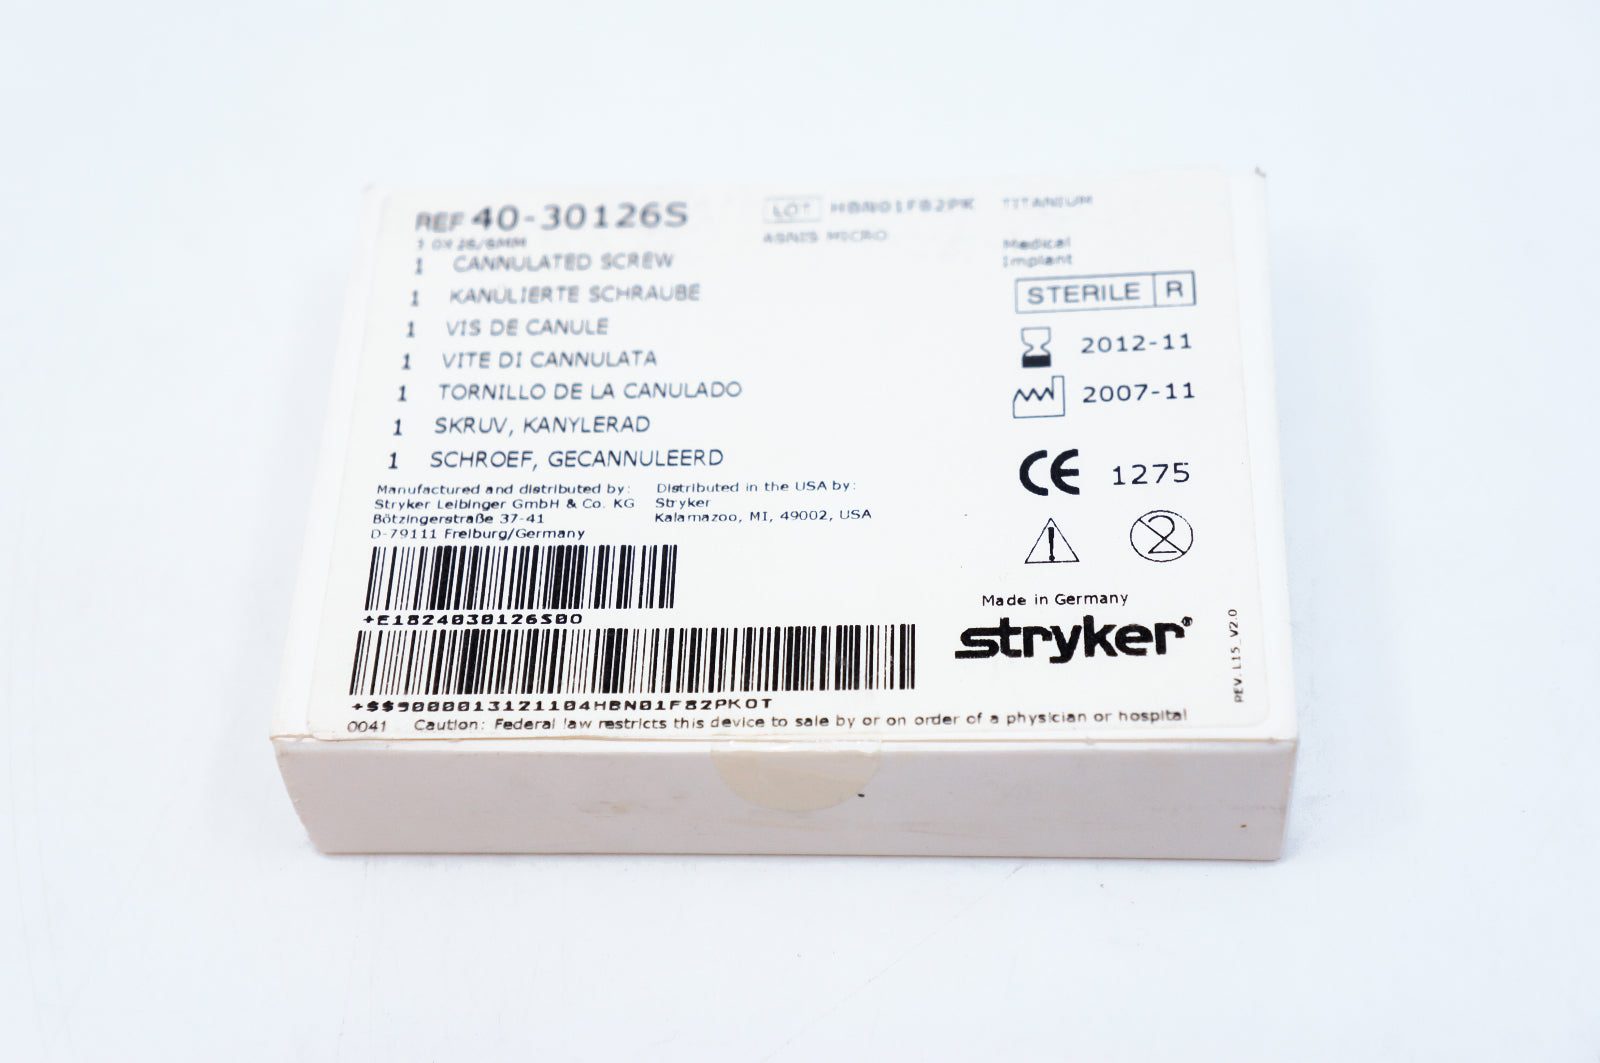 REF 40-30126S
LOT HBN01F82PK
TITANIUM
ASNIS MICRO
Medical
Implant
1 CANNULATED SCREW
1 KANULIERTE SCHRAUBE
1 VIS DE CANULE
1 VITE DI CANNULATA
1 TORNILLO DE LA CANULADO
1 SKRUV, KANYLERAD
1 SCHROEF, GECANNULEERD
STERILE R
2012-11
2007-11
CE 1275
Manufactured and distributed by:
Stryker Leibinger GmbH & Co. KG
Bötzingerstraße 37-41
D-79111 Freiburg/Germany
Distributed in the USA by:
Stryker
Kalamazoo, MI, 49002, USA
+E1824030126S0O
2
Made in Germany
stryker®
REV. L15_V2.0
+$$9000013121104HBN01F82PKOT
0041 Caution: Federal law restricts this device to sale by or on order of a physician or hospital